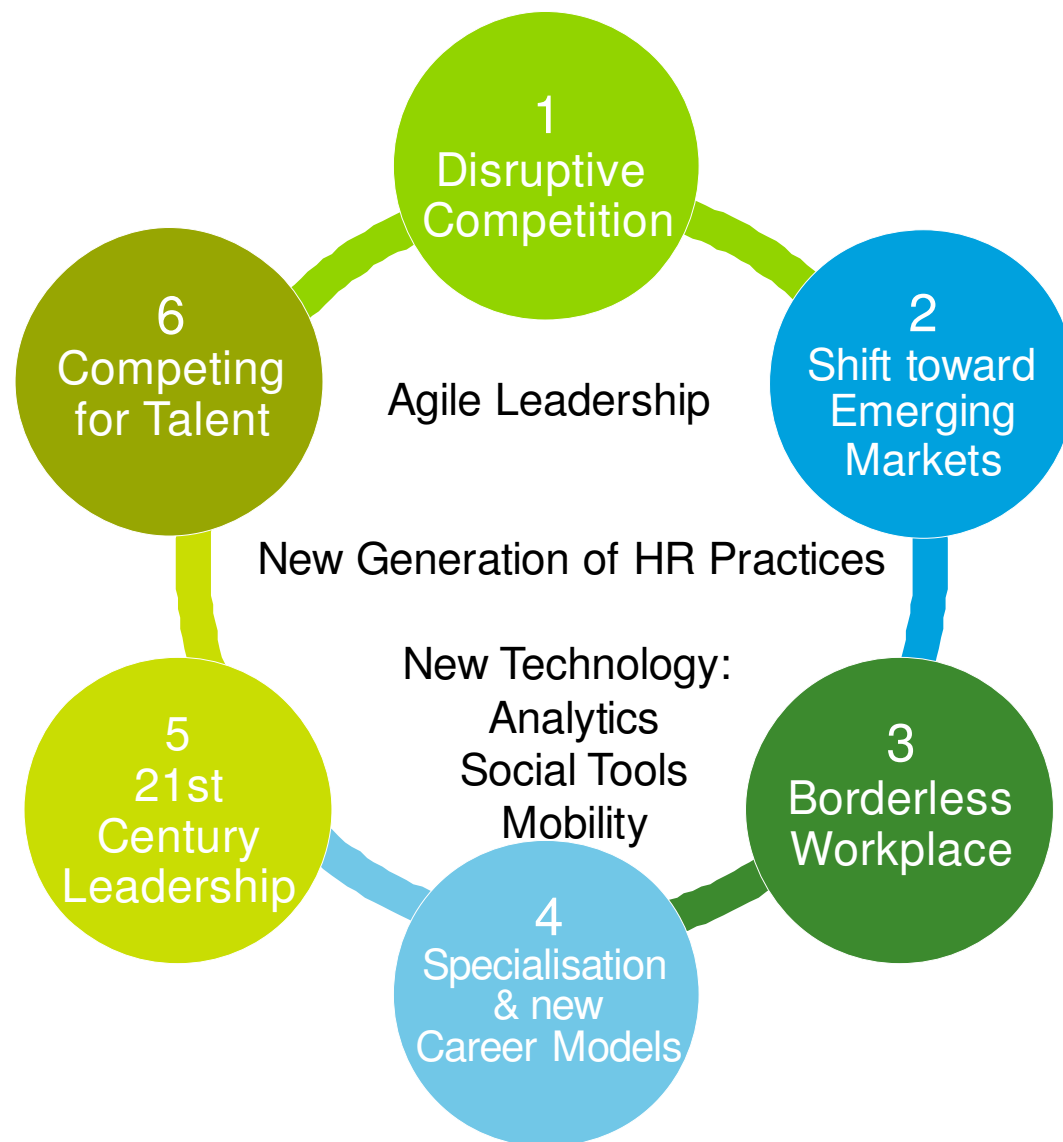 1
Disruptive
Competition
2
Shift toward
Emerging
Markets
3
Borderless
Workplace
4
Specialisation
& new
Career Models
5
21st
Century
Leadership
6
Competing
for Talent
Agile Leadership
New Generation of HR Practices
New Technology:
Analytics
Social Tools
Mobility